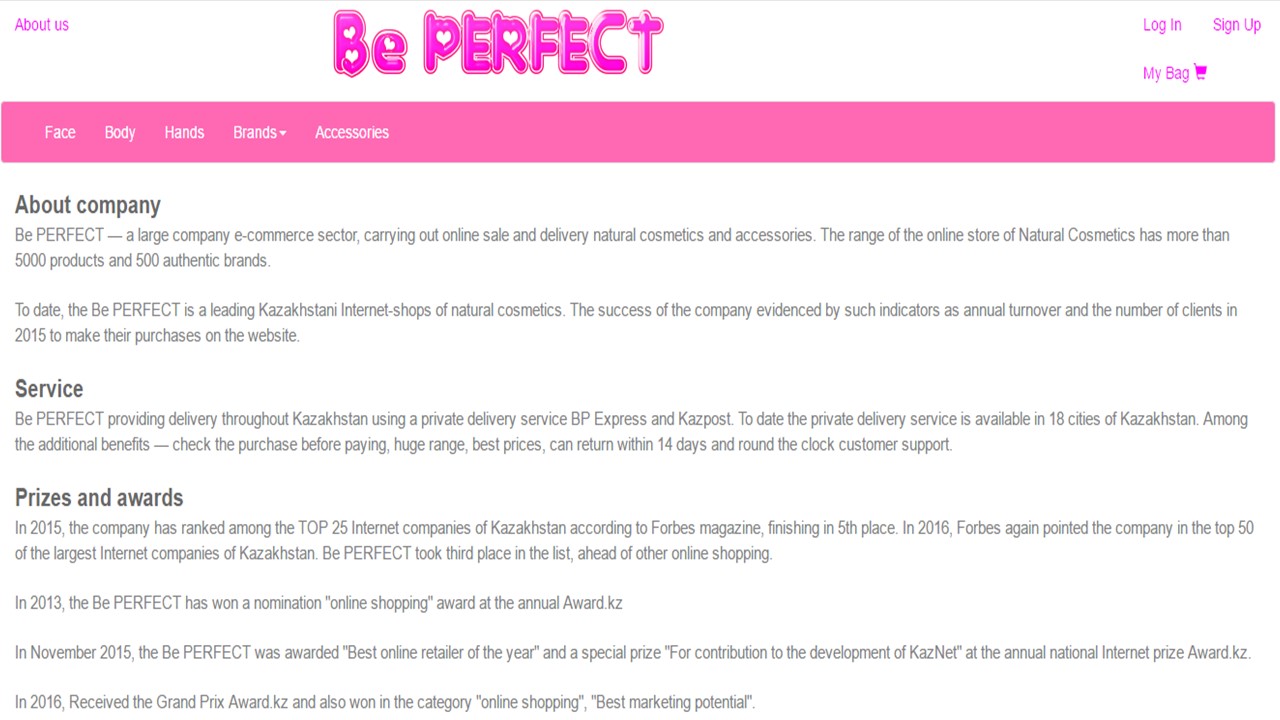 About us
Be PERFECT
Log In
Sign Up
My Bag
Face
Body
Hands
Brands
Accessories
About company
Be PERFECT — a large company e-commerce sector, carrying out online sale and delivery natural cosmetics and accessories. The range of the online store of Natural Cosmetics has more than
5000 products and 500 authentic brands.
To date, the Be PERFECT is a leading Kazakhstani Internet-shops of natural cosmetics. The success of the company evidenced by such indicators as annual turnover and the number of clients in
2015 to make their purchases on the website.
Service
Be PERFECT providing delivery throughout Kazakhstan using a private delivery service BP Express and Kazpost. To date the private delivery service is available in 18 cities of Kazakhstan. Among
the additional benefits — check the purchase before paying, huge range, best prices, can return within 14 days and round the clock customer support.
Prizes and awards
In 2015, the company has ranked among the TOP 25 Internet companies of Kazakhstan according to Forbes magazine, finishing in 5th place. In 2016, Forbes again pointed the company in the top 50
of the largest Internet companies of Kazakhstan. Be PERFECT took third place in the list, ahead of other online shopping.
In 2013, the Be PERFECT has won a nomination "online shopping" award at the annual Award.kz
In November 2015, the Be PERFECT was awarded "Best online retailer of the year" and a special prize "For contribution to the development of KazNet" at the annual national Internet prize Award.kz.
In 2016, Received the Grand Prix Award.kz and also won in the category "online shopping", "Best marketing potential".